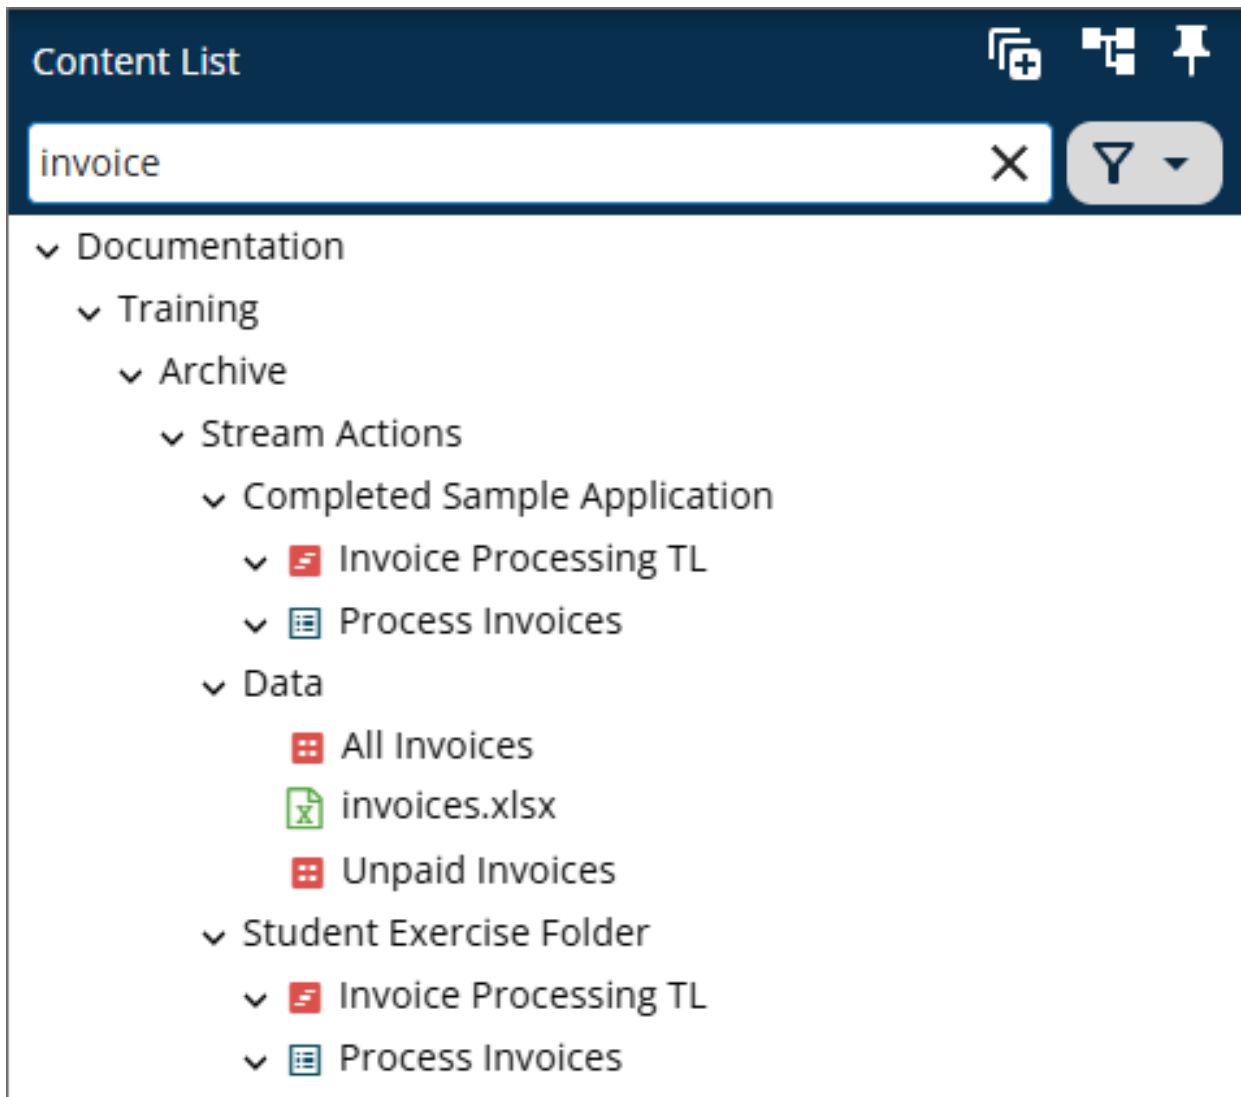 Content List
invoice
Documentation
Training
Archive
Stream Actions
Completed Sample Application
Invoice Processing TL
Process Invoices
Data
All Invoices
invoices.xlsx
Unpaid Invoices
Student Exercise Folder
Invoice Processing TL
Process Invoices